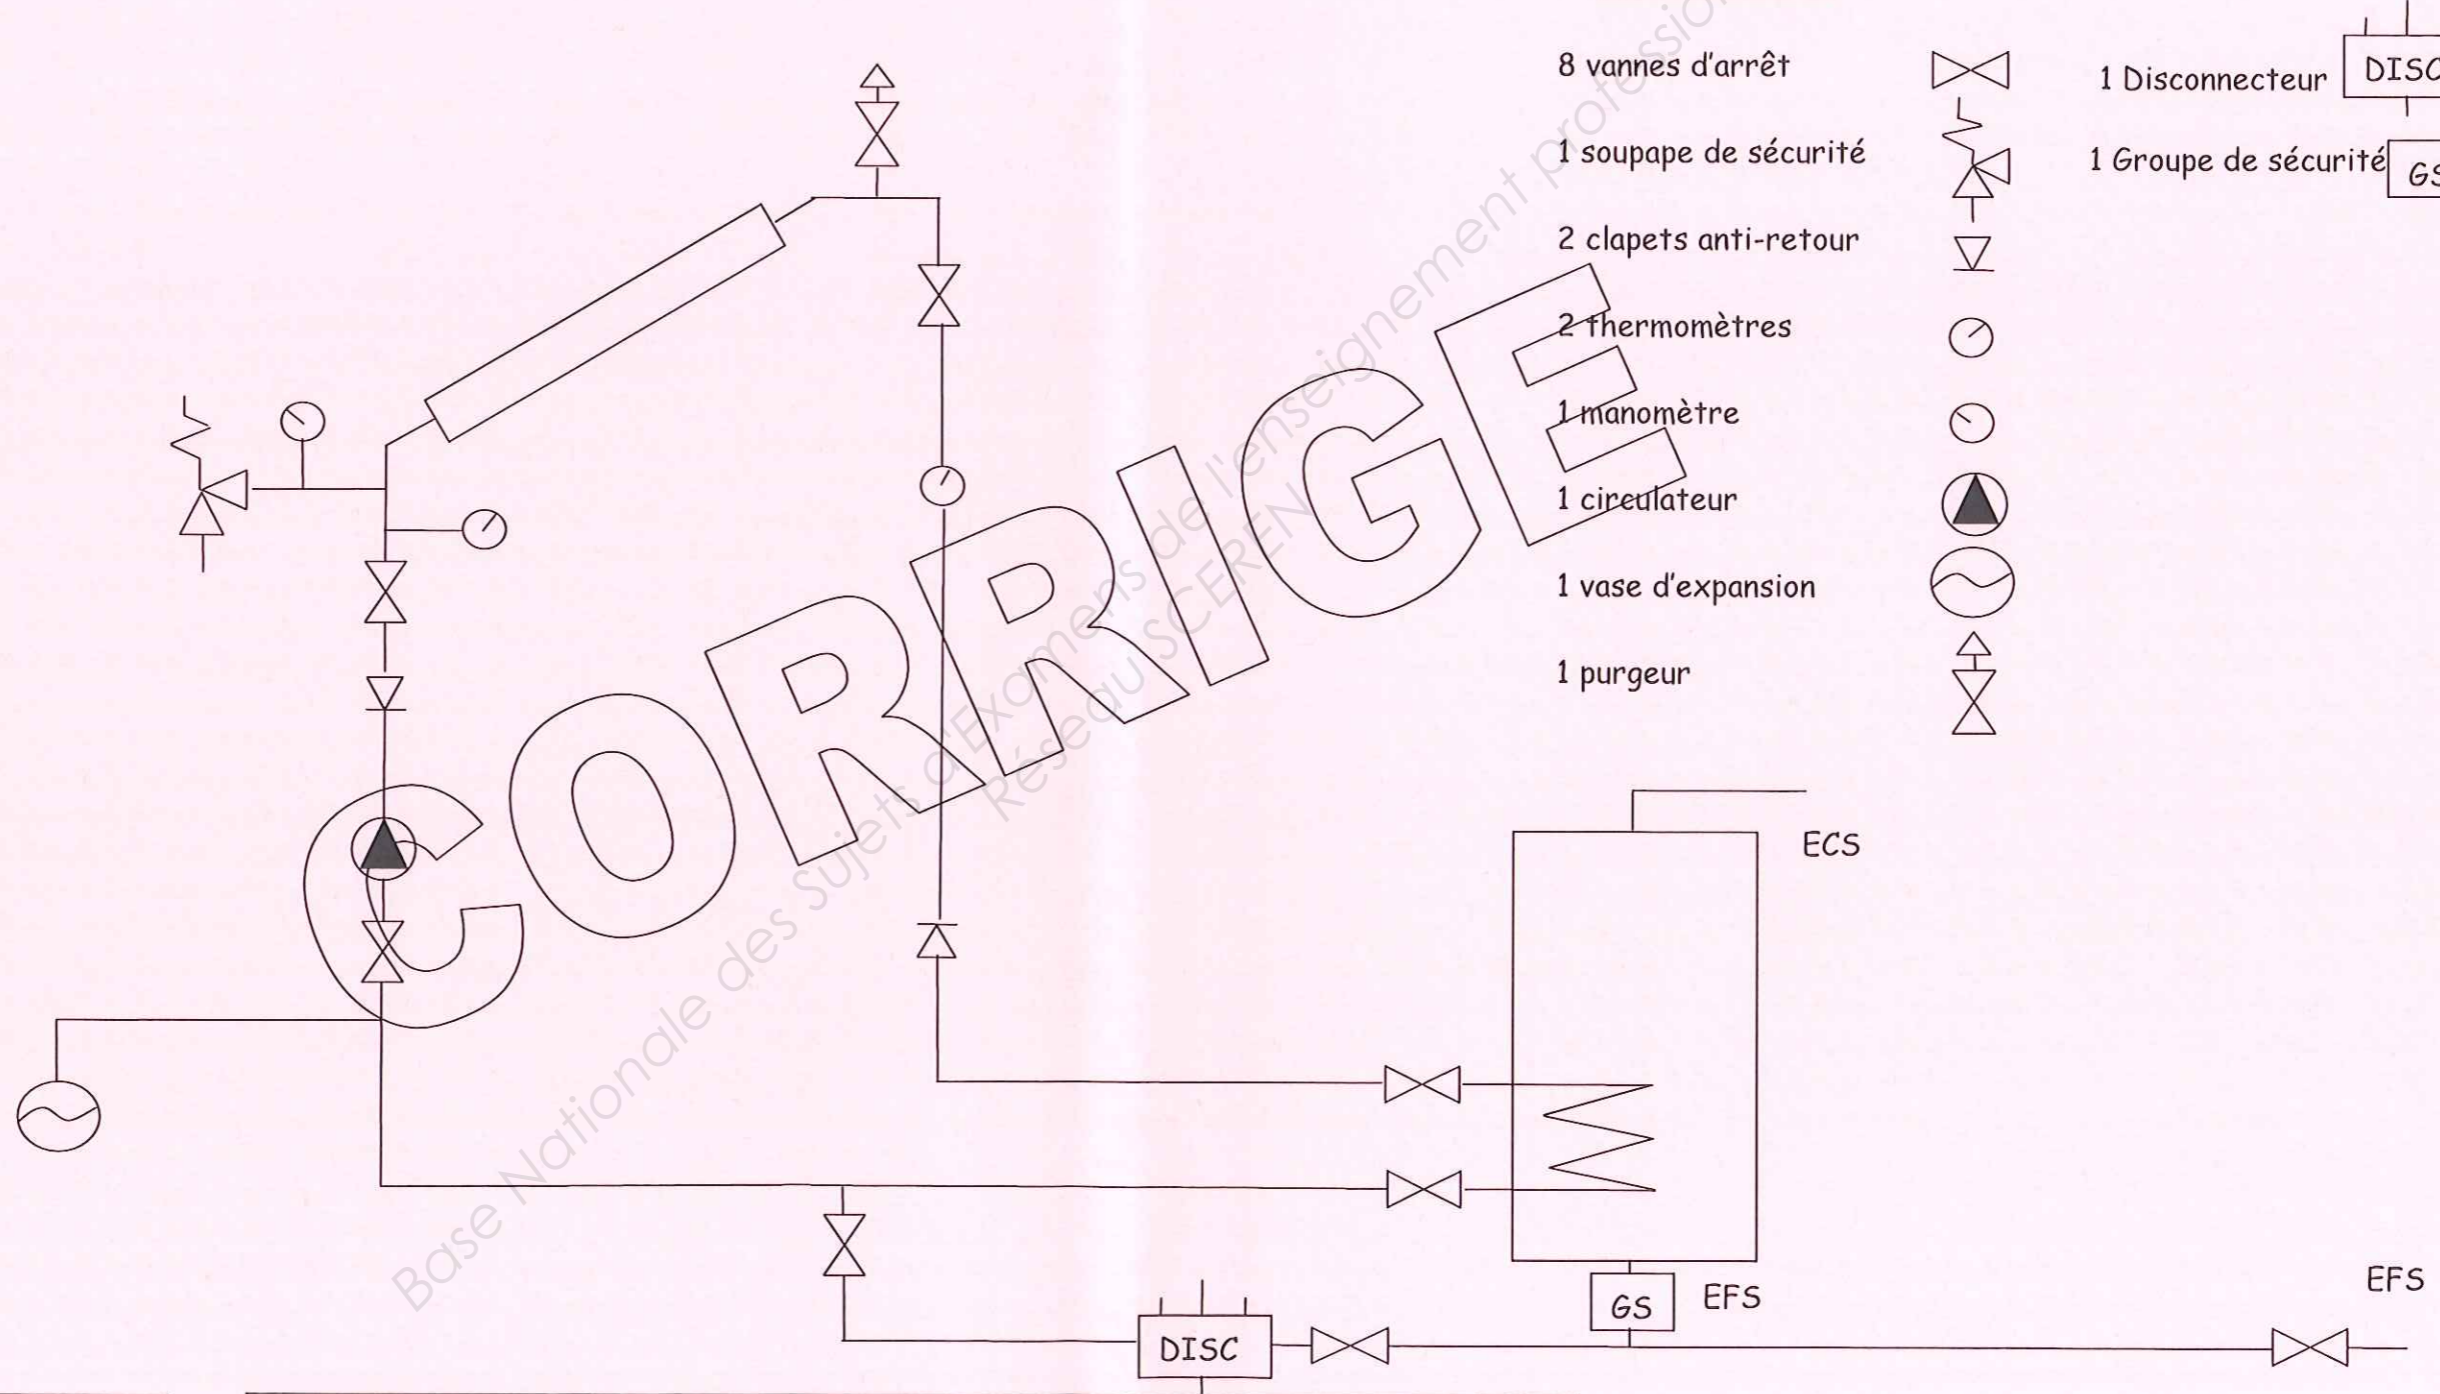 8 vannes d'arrêt
1 Disconnecteur
DISC
1 soupape de sécurité
1 Groupe de sécurité
GS
2 clapets anti-retour
2 thermomètres
1 manomètre
1 circulateur
1 vase d'expansion
1 purgeur
CORRIGE
Base Nationale des Sujets d'Examens de l'enseignement profession
Réseau SCEREN
ECS
EFS
GS
EFS
DISC